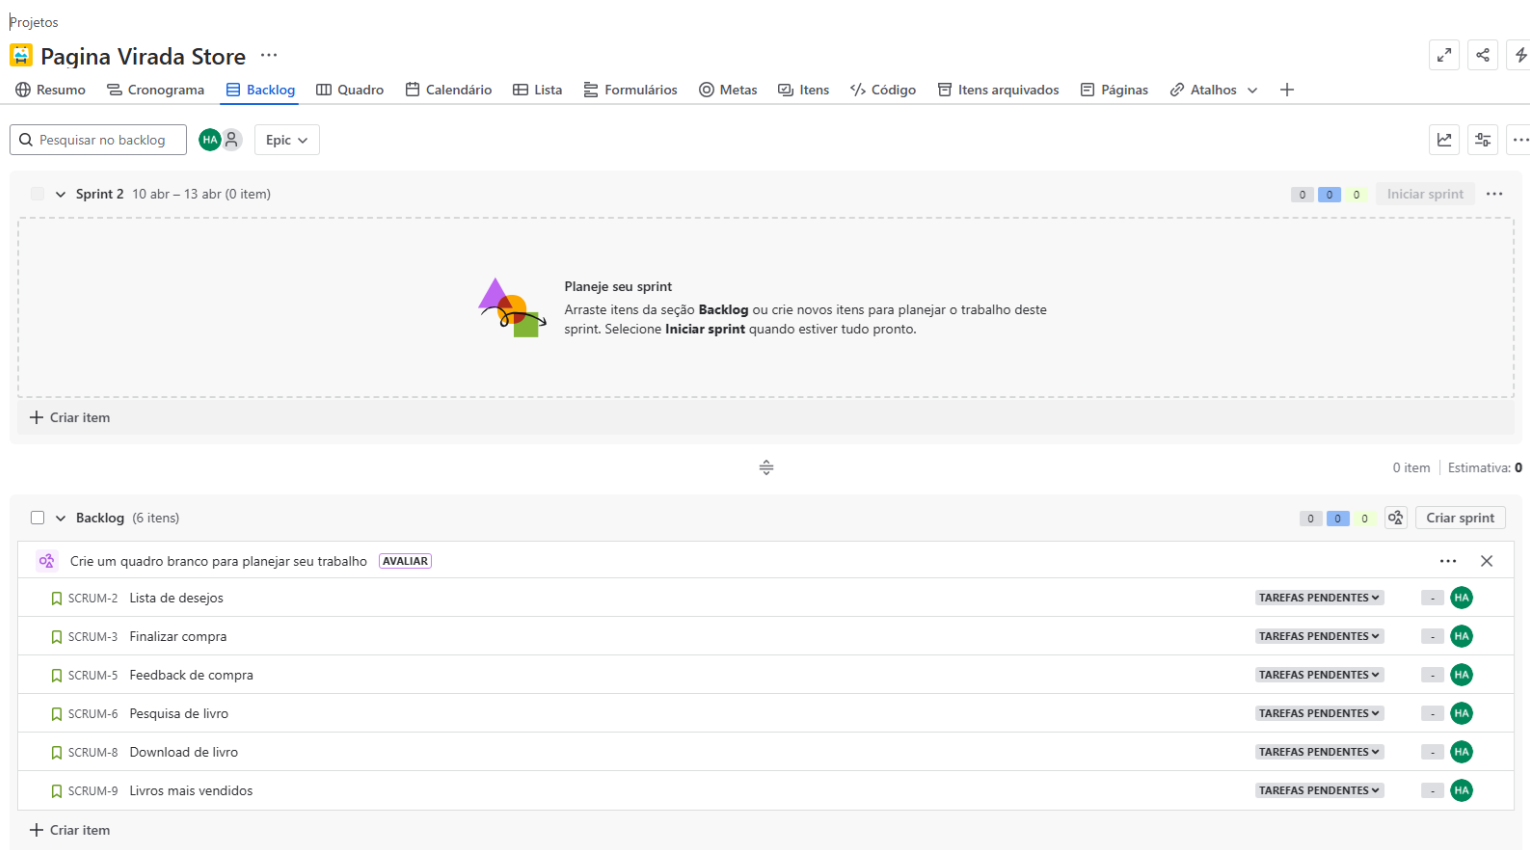 Projetos
Pagina Virada Store ...
Resumo Cronograma Backlog Quadro Calendário Lista Formulários Metas Itens Código Itens arquivados Páginas Atalhos
Pesquisar no backlog HA Epic
Sprint 2 10 abr – 13 abr (0 item) 0 0 0 Iniciar sprint ...
Planeje seu sprint
Arraste itens da seção Backlog ou crie novos itens para planejar o trabalho deste
sprint. Selecione Iniciar sprint quando estiver tudo pronto.
+ Criar item
0 item Estimativa: 0
Backlog (6 itens) 0 0 0 Criar sprint
Crie um quadro branco para planejar seu trabalho AVALIAR
SCRUM-2 Lista de desejos TAREFAS PENDENTES - HA
SCRUM-3 Finalizar compra TAREFAS PENDENTES - HA
SCRUM-5 Feedback de compra TAREFAS PENDENTES - HA
SCRUM-6 Pesquisa de livro TAREFAS PENDENTES - HA
SCRUM-8 Download de livro TAREFAS PENDENTES - HA
SCRUM-9 Livros mais vendidos TAREFAS PENDENTES - HA
+ Criar item